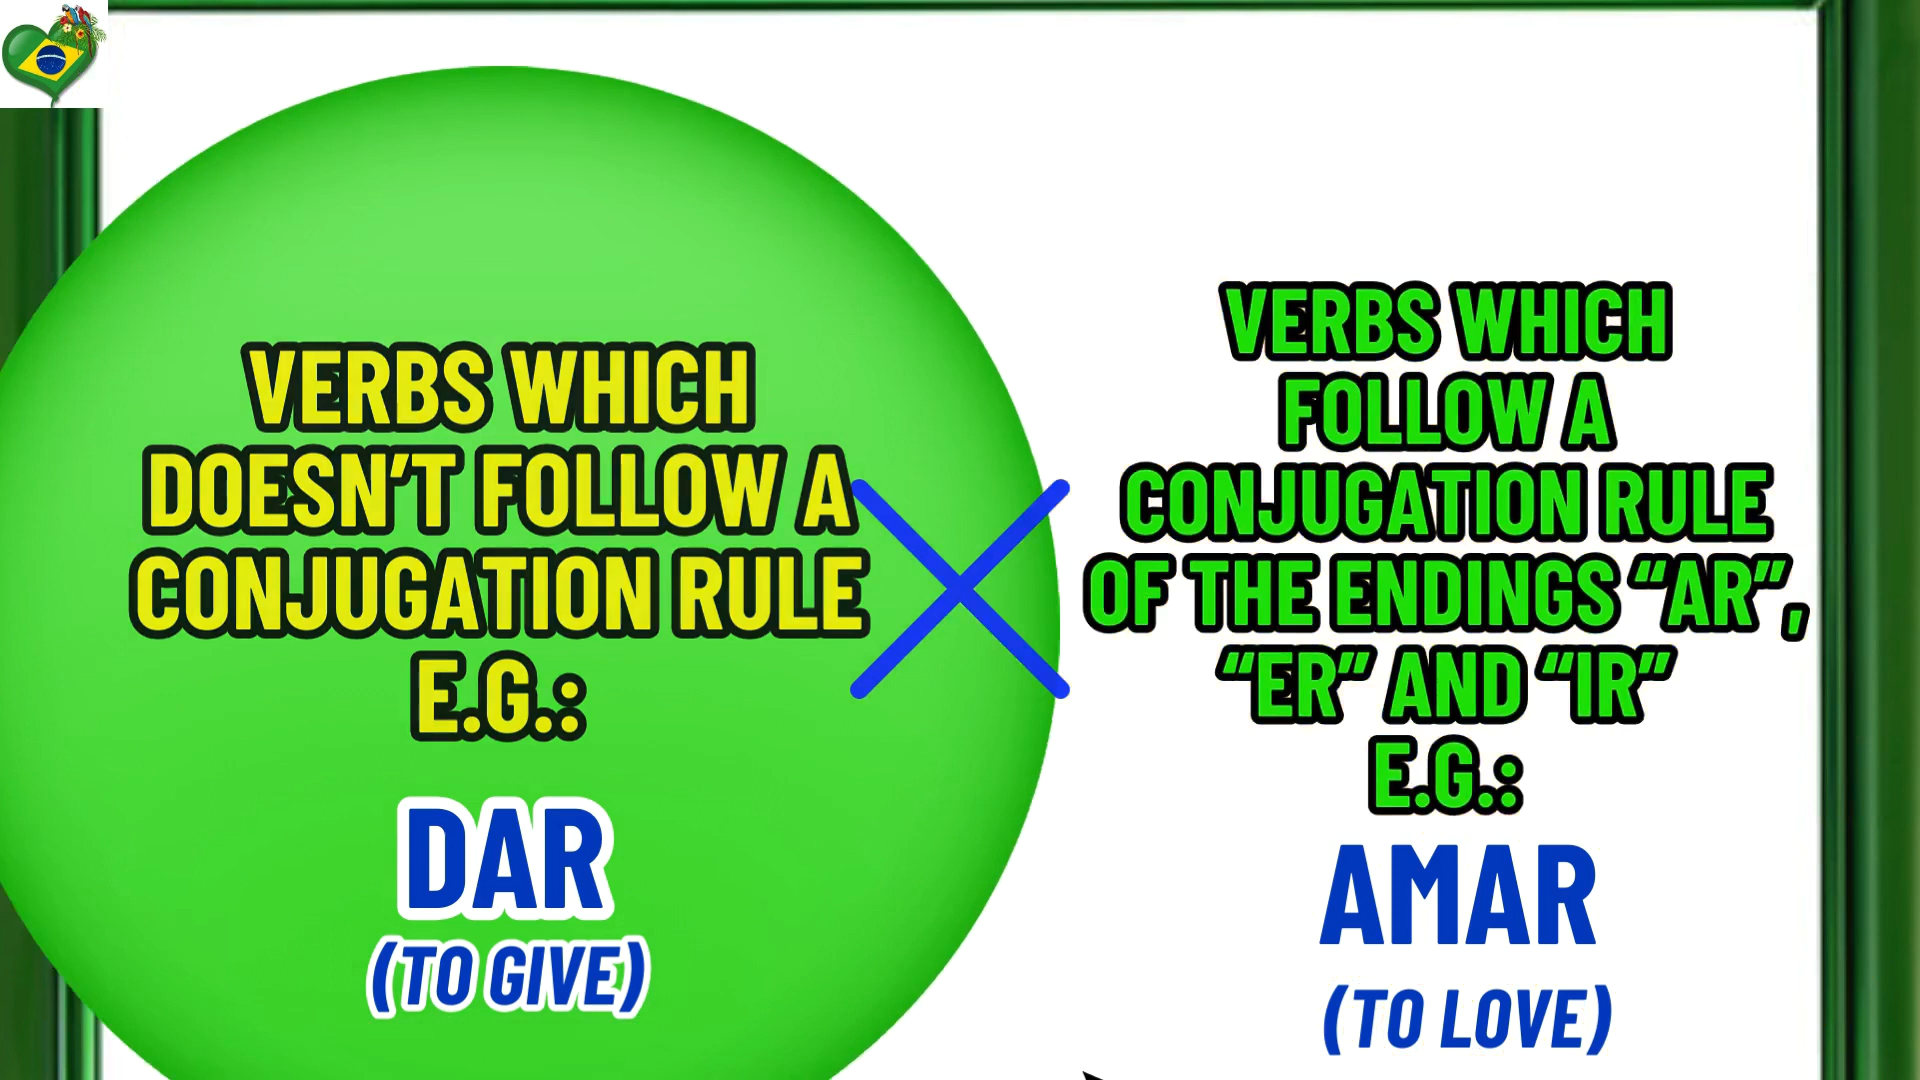 VERBS WHICH
DOESN’T FOLLOW A
CONJUGATION RULE
E.G.:
DAR
(TO GIVE)
VERBS WHICH
FOLLOW A
CONJUGATION RULE
OF THE ENDINGS “AR”,
“ER” AND “IR”
E.G.:
AMAR
(TO LOVE)